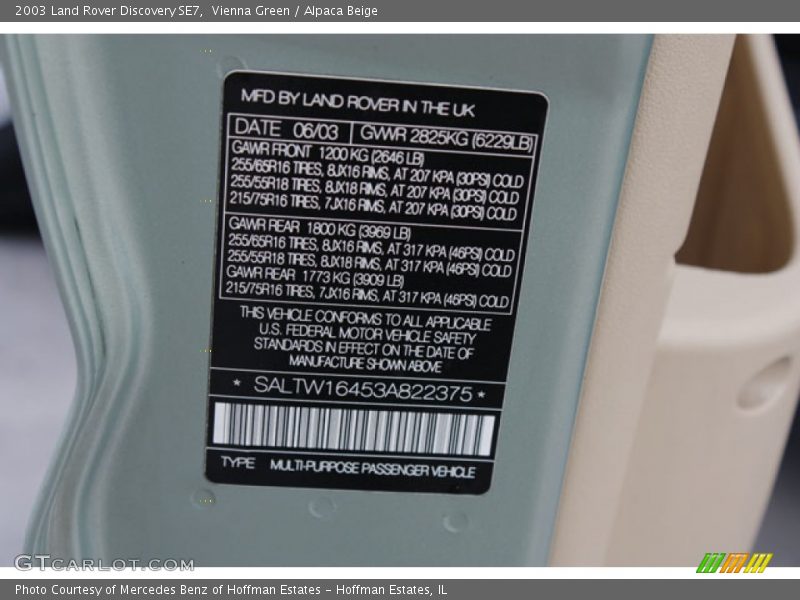 2003 Land Rover Discovery SE7,  Vienna Green / Alpaca Beige
MFD BY LAND ROVER IN THE UK
DATE 06/03 GVWR 2825KG (6229LB)
GAWR FRONT 1200 KG (2646 LB)
255/65R16 TIRES, 8JX16 RIMS, AT 207 KPA (30PSI) COLD
255/55R18 TIRES, 8JX18 RIMS, AT 207 KPA (30PSI) COLD
215/75R16 TIRES, 7JX16 RIMS, AT 207 KPA (30PSI) COLD
GAWR REAR 1800 KG (3969 LB)
255/65R16 TIRES, 8JX16 RIMS, AT 317 KPA (46PSI) COLD
255/55R18 TIRES, 8JX18 RIMS, AT 317 KPA (46PSI) COLD
GAWR REAR 1773 KG (3909 LB)
215/75R16 TIRES, 7JX16 RIMS, AT 317 KPA (46PSI) COLD
THIS VEHICLE CONFORMS TO ALL APPLICABLE
U.S. FEDERAL MOTOR VEHICLE SAFETY
STANDARDS IN EFFECT ON THE DATE OF
MANUFACTURE SHOWN ABOVE
* SALTW16453A822375 *
TYPE MULTI-PURPOSE PASSENGER VEHICLE
GTCARLOT.COM
Photo Courtesy of Mercedes Benz of Hoffman Estates - Hoffman Estates, IL